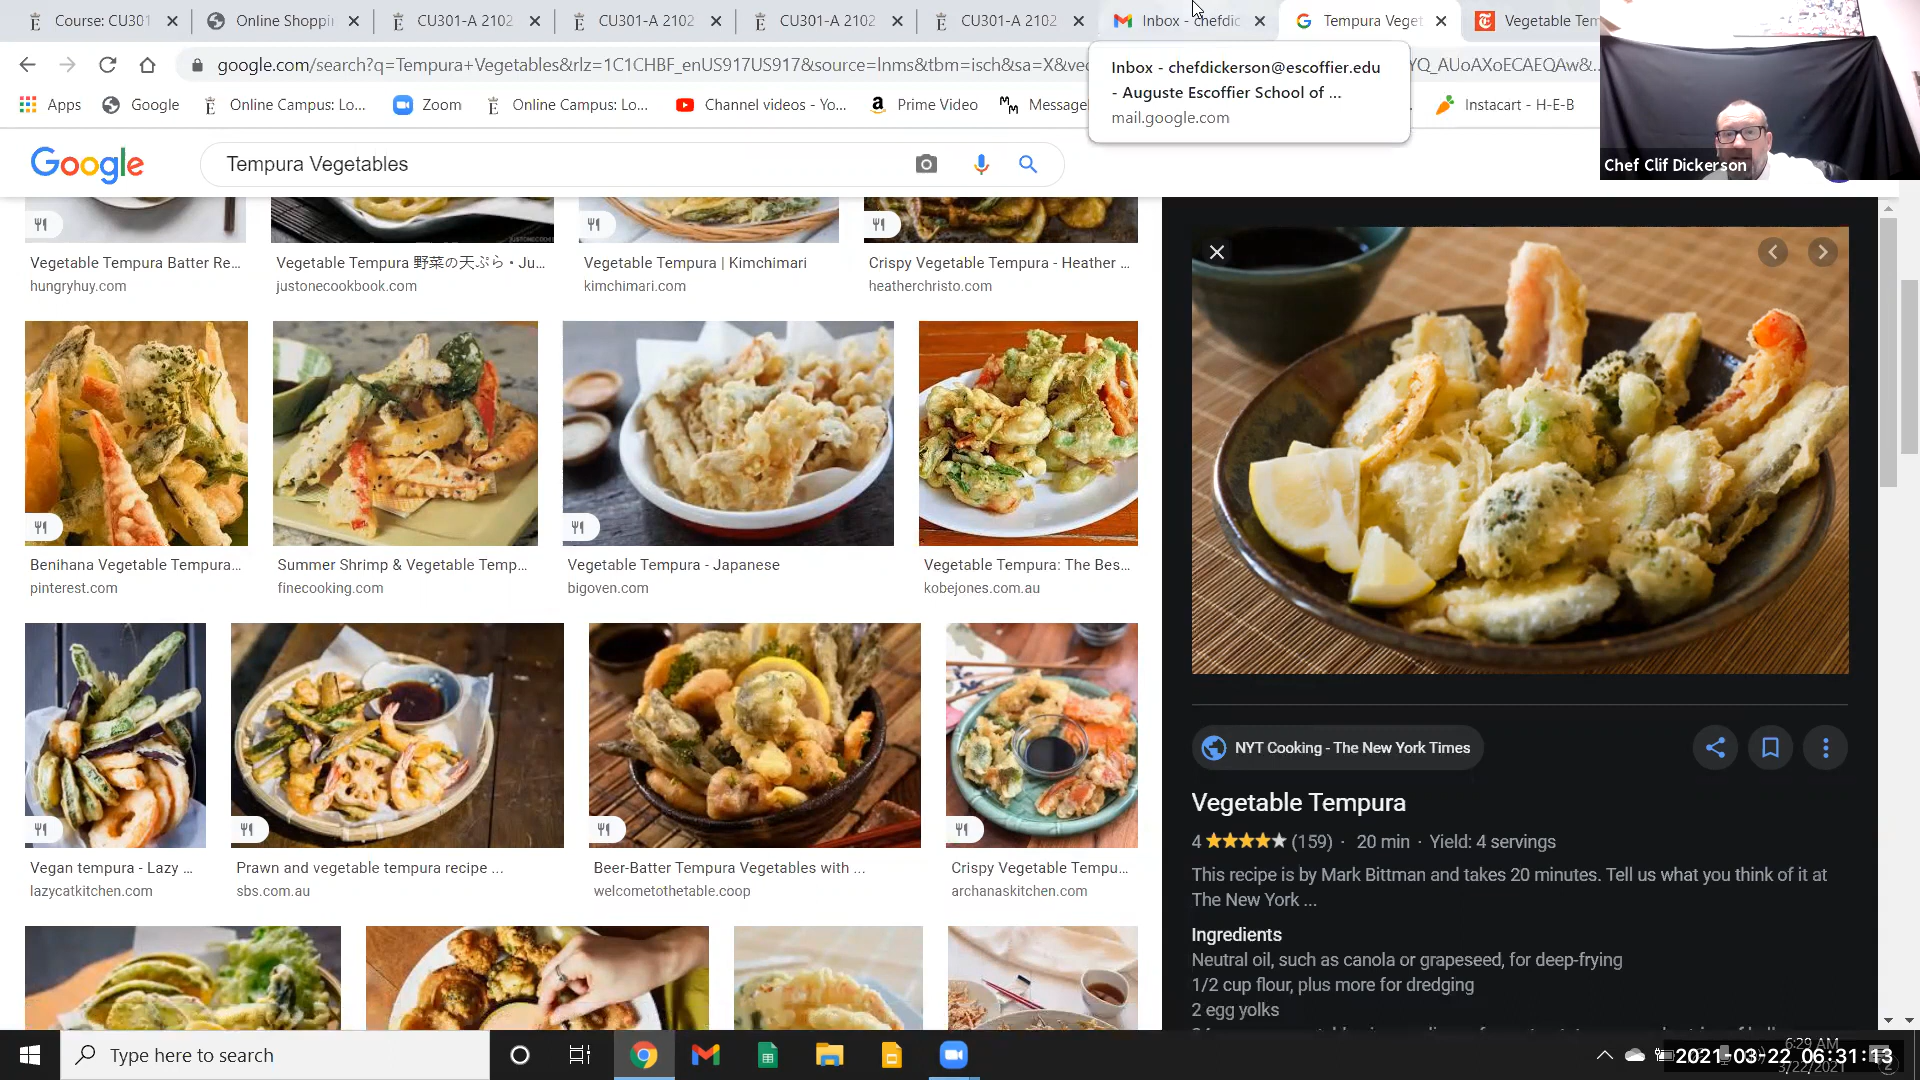 Course: CU301
Online Shoppi
CU301-A 2102
CU301-A 2102
CU301-A 2102
CU301-A 2102
Inbox - chefdic
Tempura Veget
Vegetable Tem
google.com/search?q=Tempura+Vegetables&rlz=1C1CHBF_enUS917US917&source=lnms&tbm=isch&sa=X&ved
YQ_AUoAXoECAEQAw&...
Inbox - chefdickerson@escoffier.edu
- Auguste Escoffier School of ...
mail.google.com
Apps
Google
Online Campus: Lo...
Zoom
Online Campus: Lo...
Channel videos - Yo...
Prime Video
Message
Instacart - H-E-B
Chef Clif Dickerson
Google
Tempura Vegetables
Vegetable Tempura Batter Re...
hungryhuy.com
Vegetable Tempura 野菜の天ぷら • Ju...
justonecookbook.com
Vegetable Tempura | Kimchimari
kimchimari.com
Crispy Vegetable Tempura - Heather ...
heatherchristo.com
Benihana Vegetable Tempura...
pinterest.com
Summer Shrimp & Vegetable Temp...
finecooking.com
Vegetable Tempura - Japanese
bigoven.com
Vegetable Tempura: The Bes...
kobejones.com.au
Vegan tempura - Lazy ...
lazycatkitchen.com
Prawn and vegetable tempura recipe ...
sbs.com.au
Beer-Batter Tempura Vegetables with ...
welcometothetable.coop
Crispy Vegetable Tempu...
archanaskitchen.com
NYT Cooking - The New York Times
Vegetable Tempura
4 ★★★★★ (159) · 20 min · Yield: 4 servings
This recipe is by Mark Bittman and takes 20 minutes. Tell us what you think of it at
The New York ...
Ingredients
Neutral oil, such as canola or grapeseed, for deep-frying
1/2 cup flour, plus more for dredging
2 egg yolks
Type here to search
6:29 AM
2021-03-22 06:31:13
3/22/2021